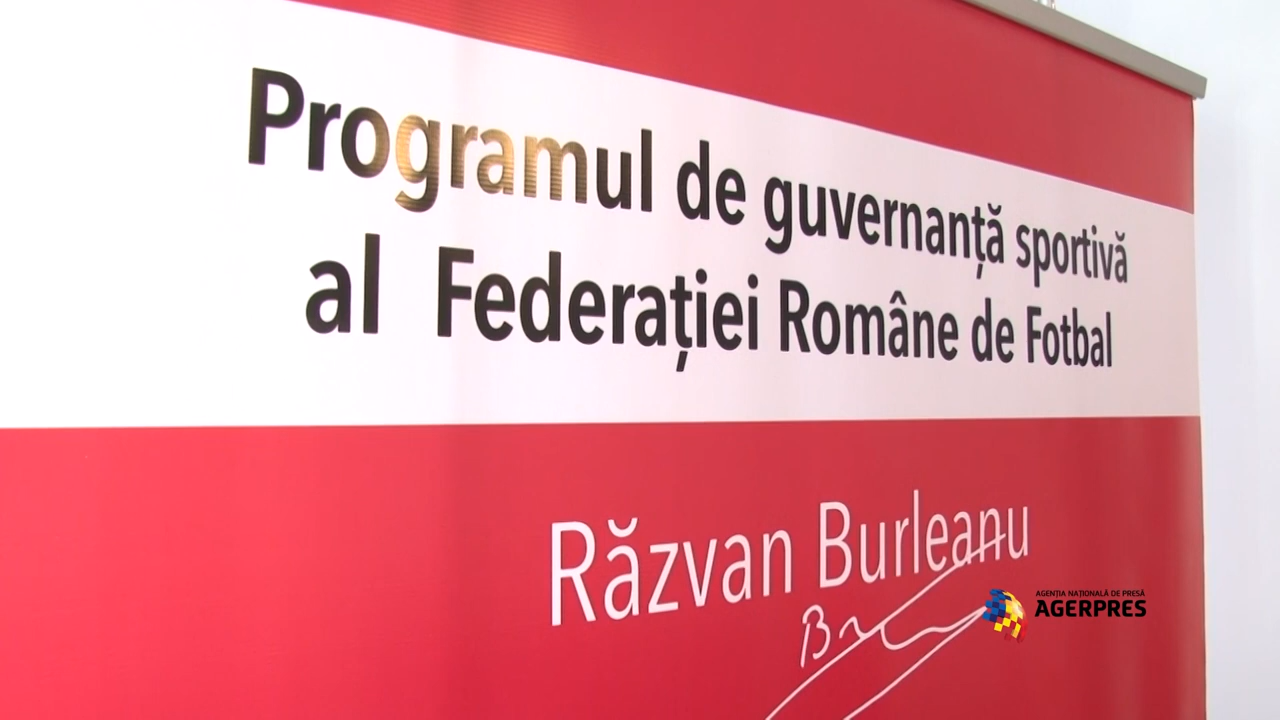 Programul de guvernanță sportivă
al Federației Române de Fotbal
Răzvan Burleanu
AGENȚIA NAȚIONALĂ DE PRESĂ
AGERPRES